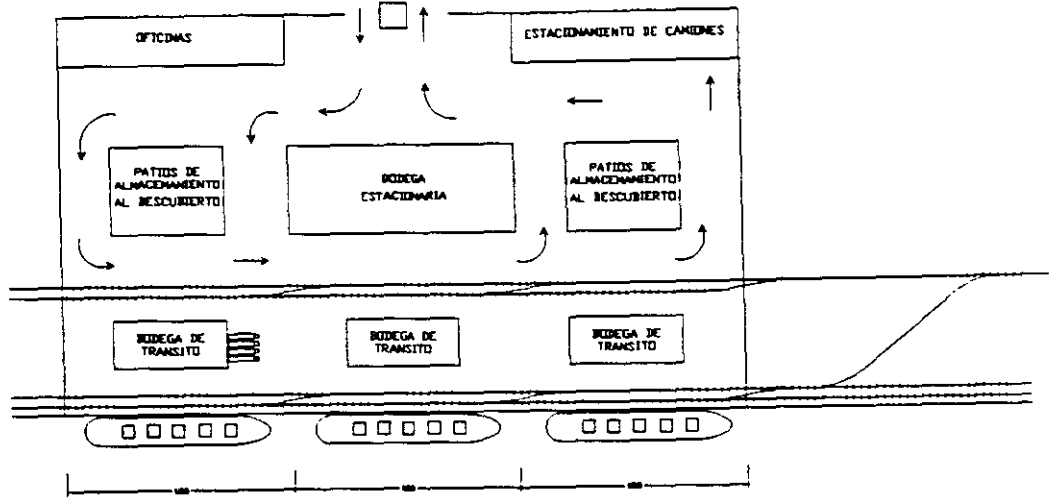 OFICINAS
ESTACIONAMIENTO DE CAMIONES
PATIOS DE
ALMACENAMIENTO
AL DESCUBIERTO
BODEGA
ESTACIONARIA
PATIOS DE
ALMACENAMIENTO
AL DESCUBIERTO
BODEGA DE
TRANSITO
BODEGA DE
TRANSITO
BODEGA DE
TRANSITO